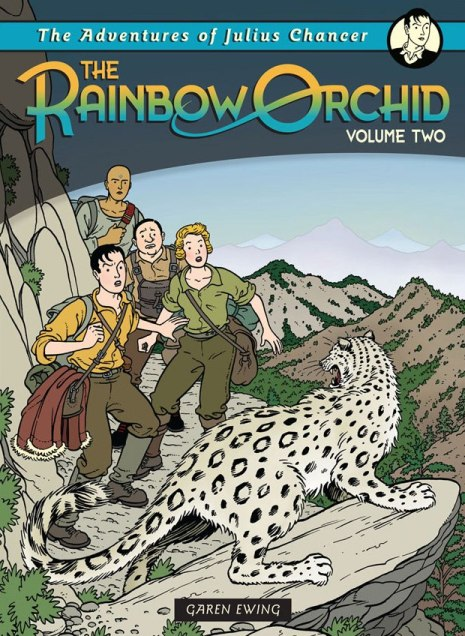 The Adventures of Julius Chancer
THE
RAINBOW ORCHID
VOLUME TWO
GAREN EWING